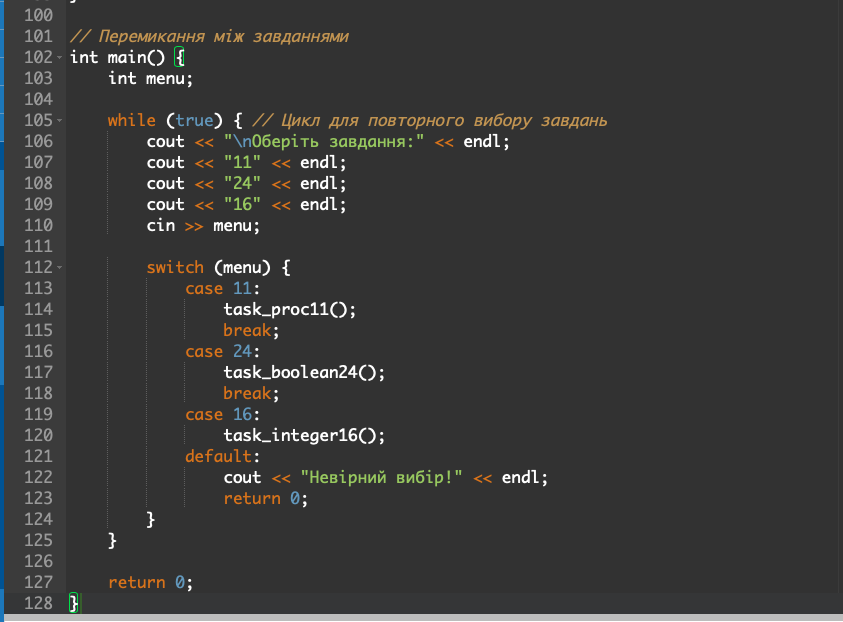 100
101 // Перемикання між завданнями
102 int main() {
103     int menu;
104
105     while (true) { // Цикл для повторного вибору завдань
106         cout << "\nОберіть завдання:" << endl;
107         cout << "11" << endl;
108         cout << "24" << endl;
109         cout << "16" << endl;
110         cin >> menu;
111
112         switch (menu) {
113             case 11:
114                 task_proc11();
115                 break;
116             case 24:
117                 task_boolean24();
118                 break;
119             case 16:
120                 task_integer16();
121             default:
122                 cout << "Невірний вибір!" << endl;
123                 return 0;
124         }
125     }
126
127     return 0;
128 }